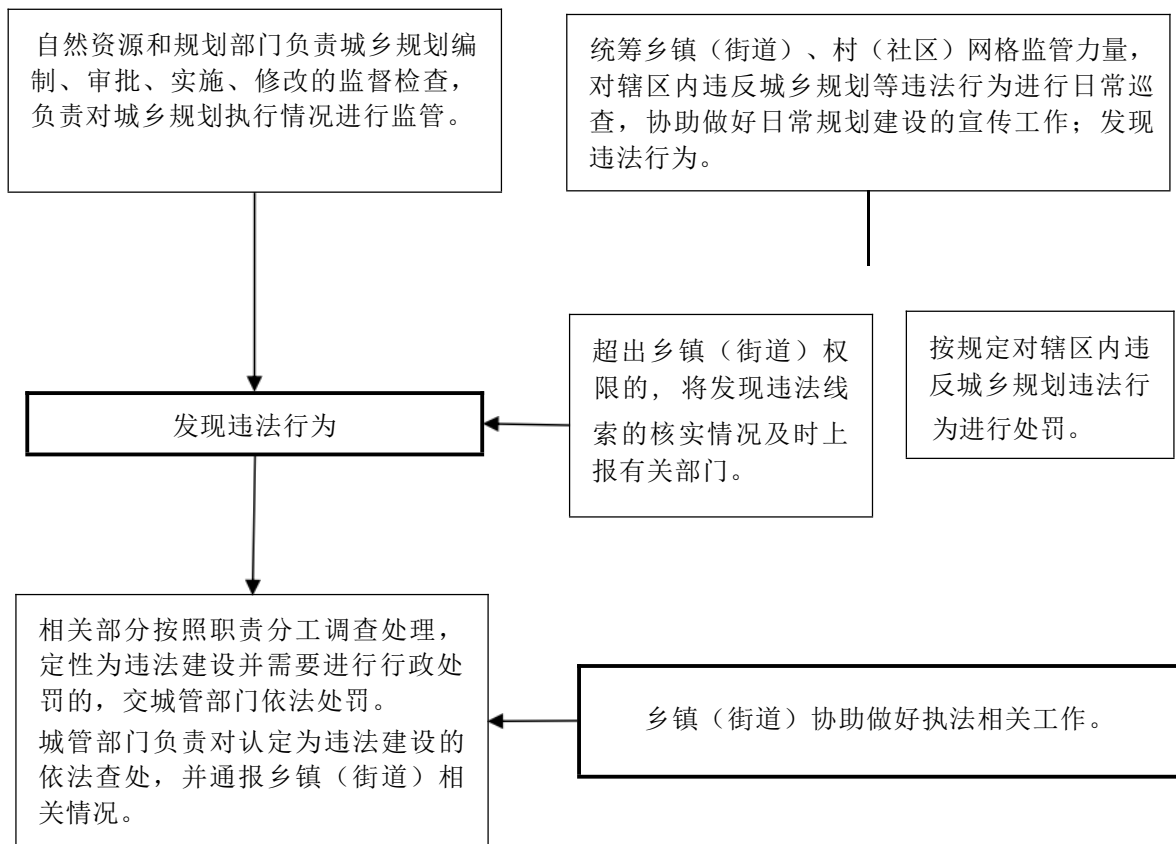 自然资源和规划部门负责城乡规划编
制、审批、实施、修改的监督检查，
负责对城乡规划执行情况进行监管。
统筹乡镇（街道）、村（社区）网格监管力量，
对辖区内违反城乡规划等违法行为进行日常巡
查，协助做好日常规划建设的宣传工作；发现
违法行为。
发现违法行为
超出乡镇（街道）权
限的，将发现违法线
索的核实情况及时上
报有关部门。
按规定对辖区内违
反城乡规划违法行
为进行处罚。
相关部分按照职责分工调查处理，
定性为违法建设并需要进行行政处
罚的，交城管部门依法处罚。
城管部门负责对认定为违法建设的
依法查处，并通报乡镇（街道）相
关情况。
乡镇（街道）协助做好执法相关工作。